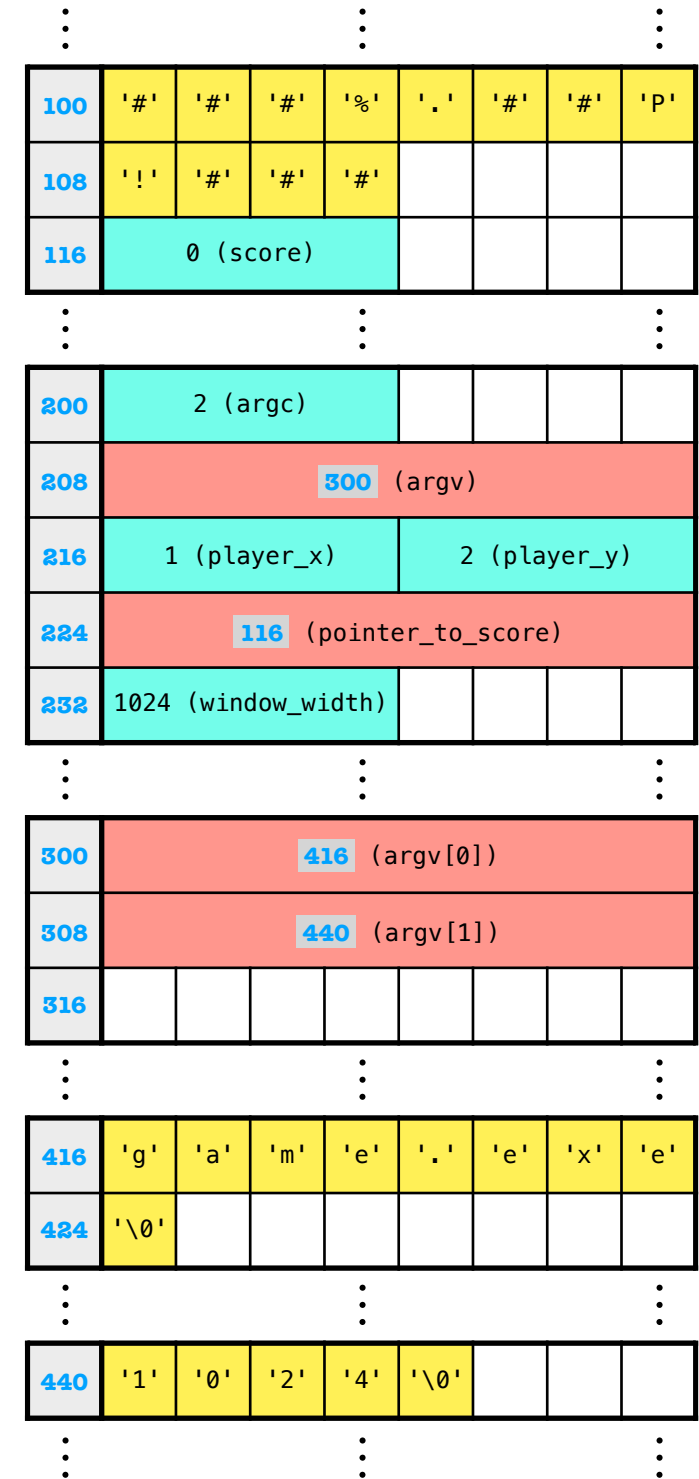 100 '#' '#' '#' '%' '.' '#' '#' 'P'
108 '!' '#' '#' '#'
116 0 (score)
200 2 (argc)
208 300 (argv)
216 1 (player_x) 2 (player_y)
224 116 (pointer_to_score)
232 1024 (window_width)
300 416 (argv[0])
308 440 (argv[1])
316
416 'g' 'a' 'm' 'e' '.' 'e' 'x' 'e'
424 '\0'
440 '1' '0' '2' '4' '\0'